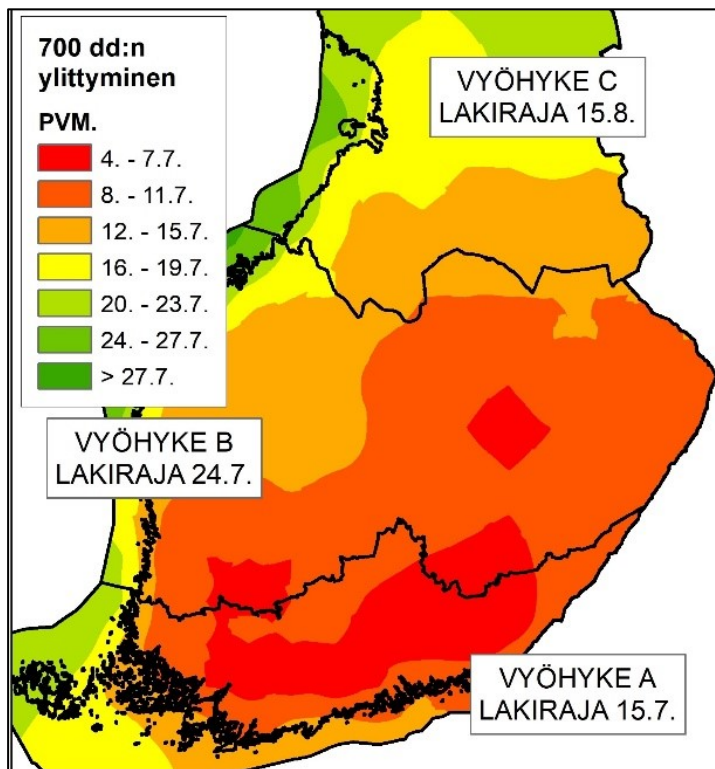 700 dd:n
ylittyminen
PVM.
4. - 7.7.
8. - 11.7.
12. - 15.7.
16. - 19.7.
20. - 23.7.
24. - 27.7.
> 27.7.
VYÖHYKE C
LAKIRAJA 15.8.
VYÖHYKE B
LAKIRAJA 24.7.
VYÖHYKE A
LAKIRAJA 15.7.